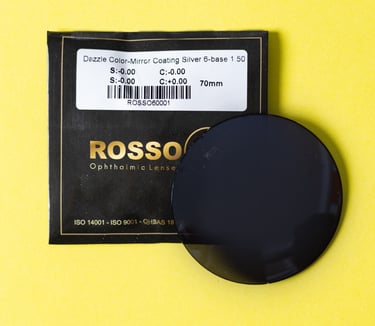 Dazzle Color-Mirror Coating Silver 6-base 1 50
S:-0.00 C:-0.00
S:-0.00 C:+0.00 70mm
ROSSO60001
ROSSO
Ophthalmic Lense
ISO 14001 - ISO 9001 - OHSAS 18